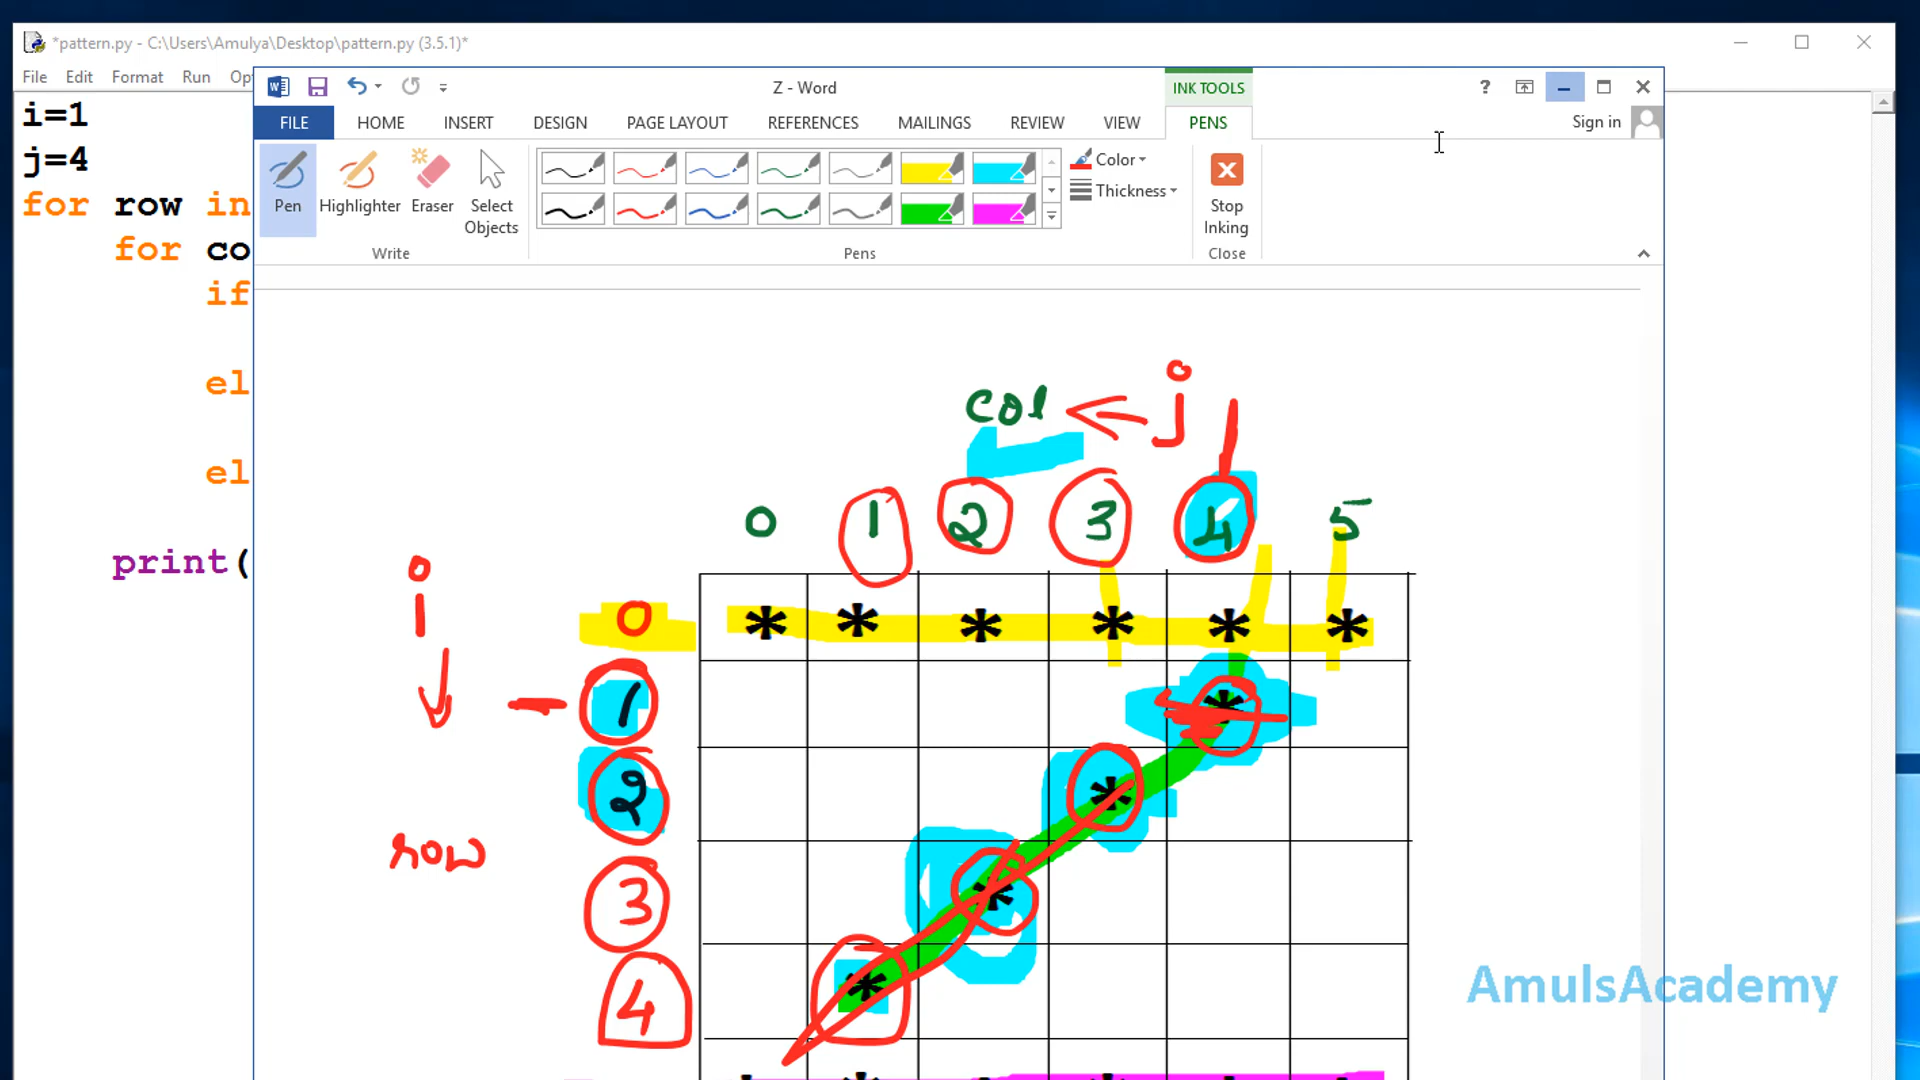 *pattern.py - C:\Users\Amulya\Desktop\pattern.py (3.5.1)*
File Edit Format Run
Z - Word
INK TOOLS
FILE HOME INSERT DESIGN PAGE LAYOUT REFERENCES MAILINGS REVIEW VIEW PENS
Sign in
Pen Highlighter Eraser Select Objects
Color
Thickness
Stop Inking
Write Pens Close
i=1
j=4
for row in
for co
if
el
el
print(
col ← j
0 1 2 3 4 5
i
0 * * * * * *
1 *
2 *
row
3 *
4 *
AmulsAcademy